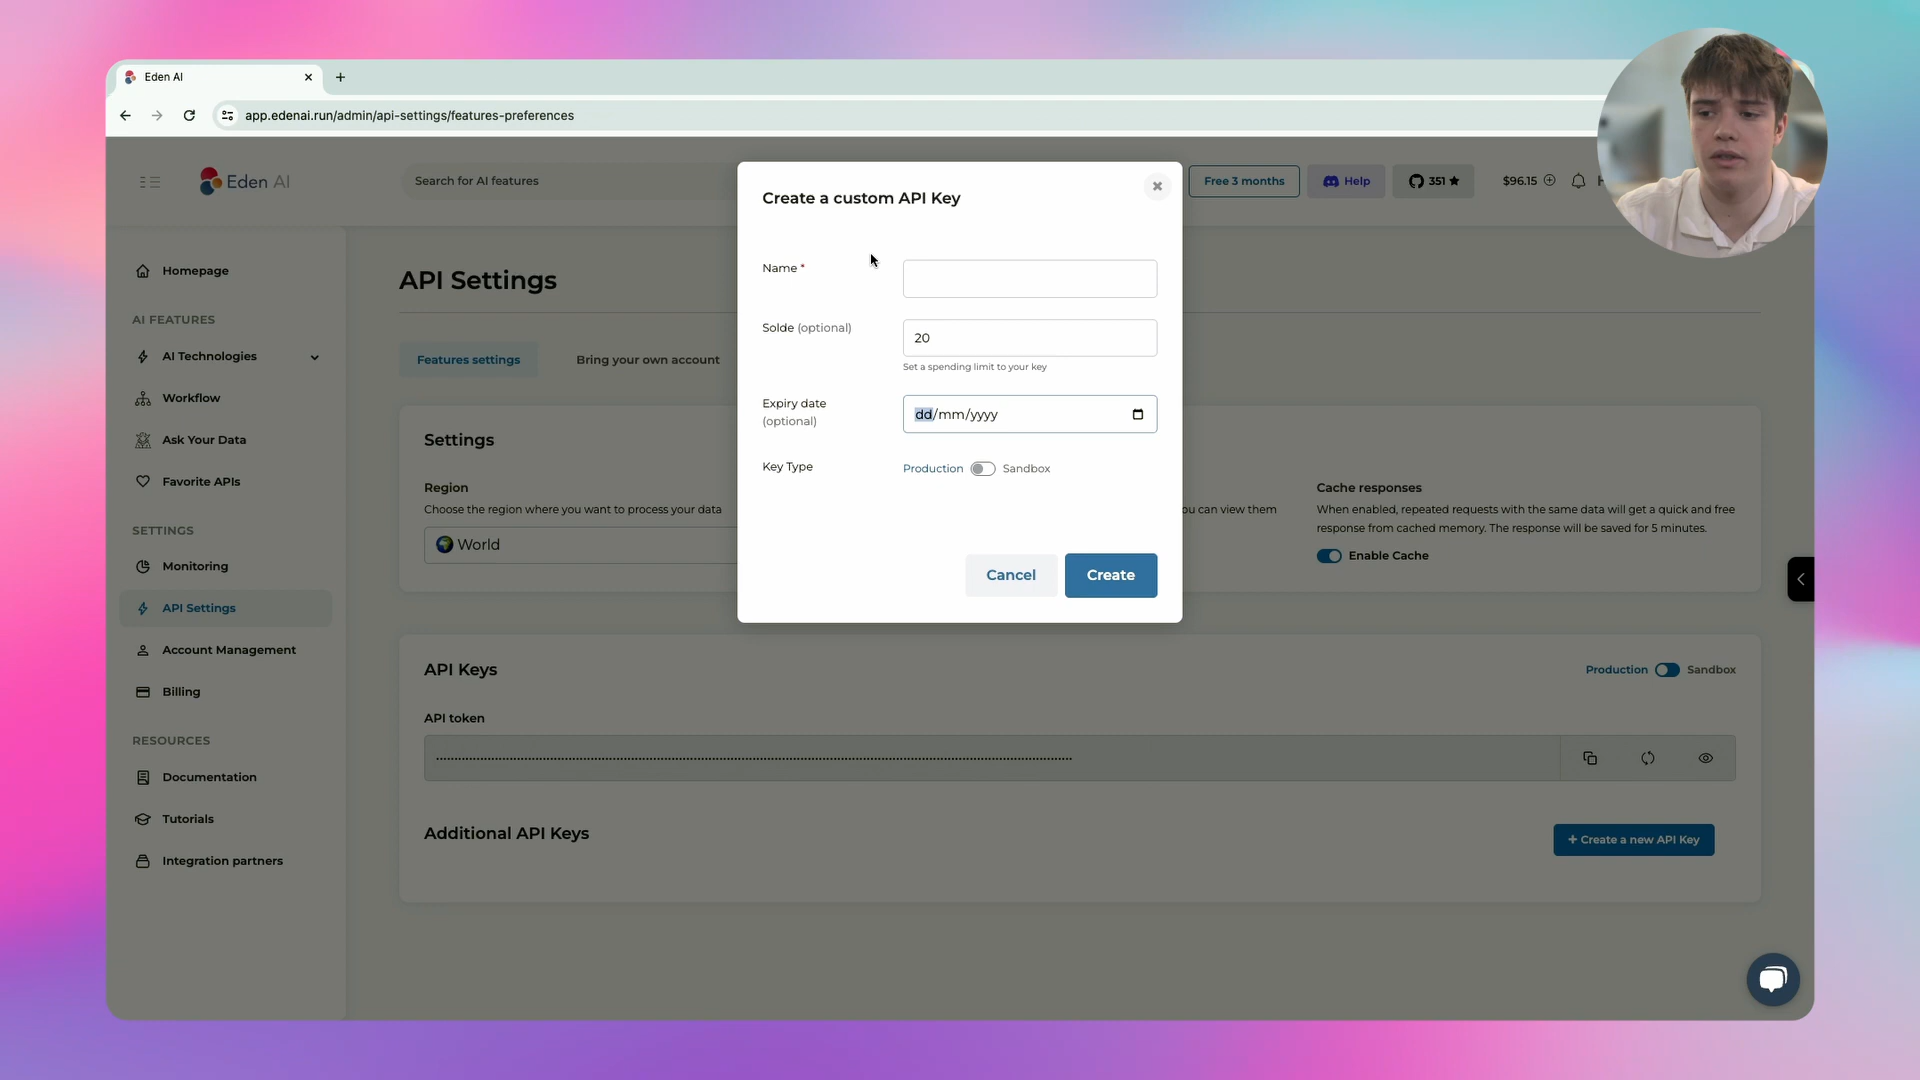 Eden AI
app.edenai.run/admin/api-settings/features-preferences
Eden AI
Search for AI features
Free 3 months
Help
351
$96.15
Homepage
AI FEATURES
AI Technologies
Workflow
Ask Your Data
Favorite APIs
SETTINGS
Monitoring
API Settings
Account Management
Billing
RESOURCES
Documentation
Tutorials
Integration partners
API Settings
Features settings
Bring your own account
Settings
Region
Choose the region where you want to process your data
World
ou can view them
Cache responses
When enabled, repeated requests with the same data will get a quick and free
response from cached memory. The response will be saved for 5 minutes.
Enable Cache
Create a custom API Key
Name *
Solde (optional)
20
Set a spending limit to your key
Expiry date
(optional)
dd/mm/yyyy
Key Type
Production
Sandbox
Cancel
Create
API Keys
Production
Sandbox
API token
Additional API Keys
+ Create a new API Key